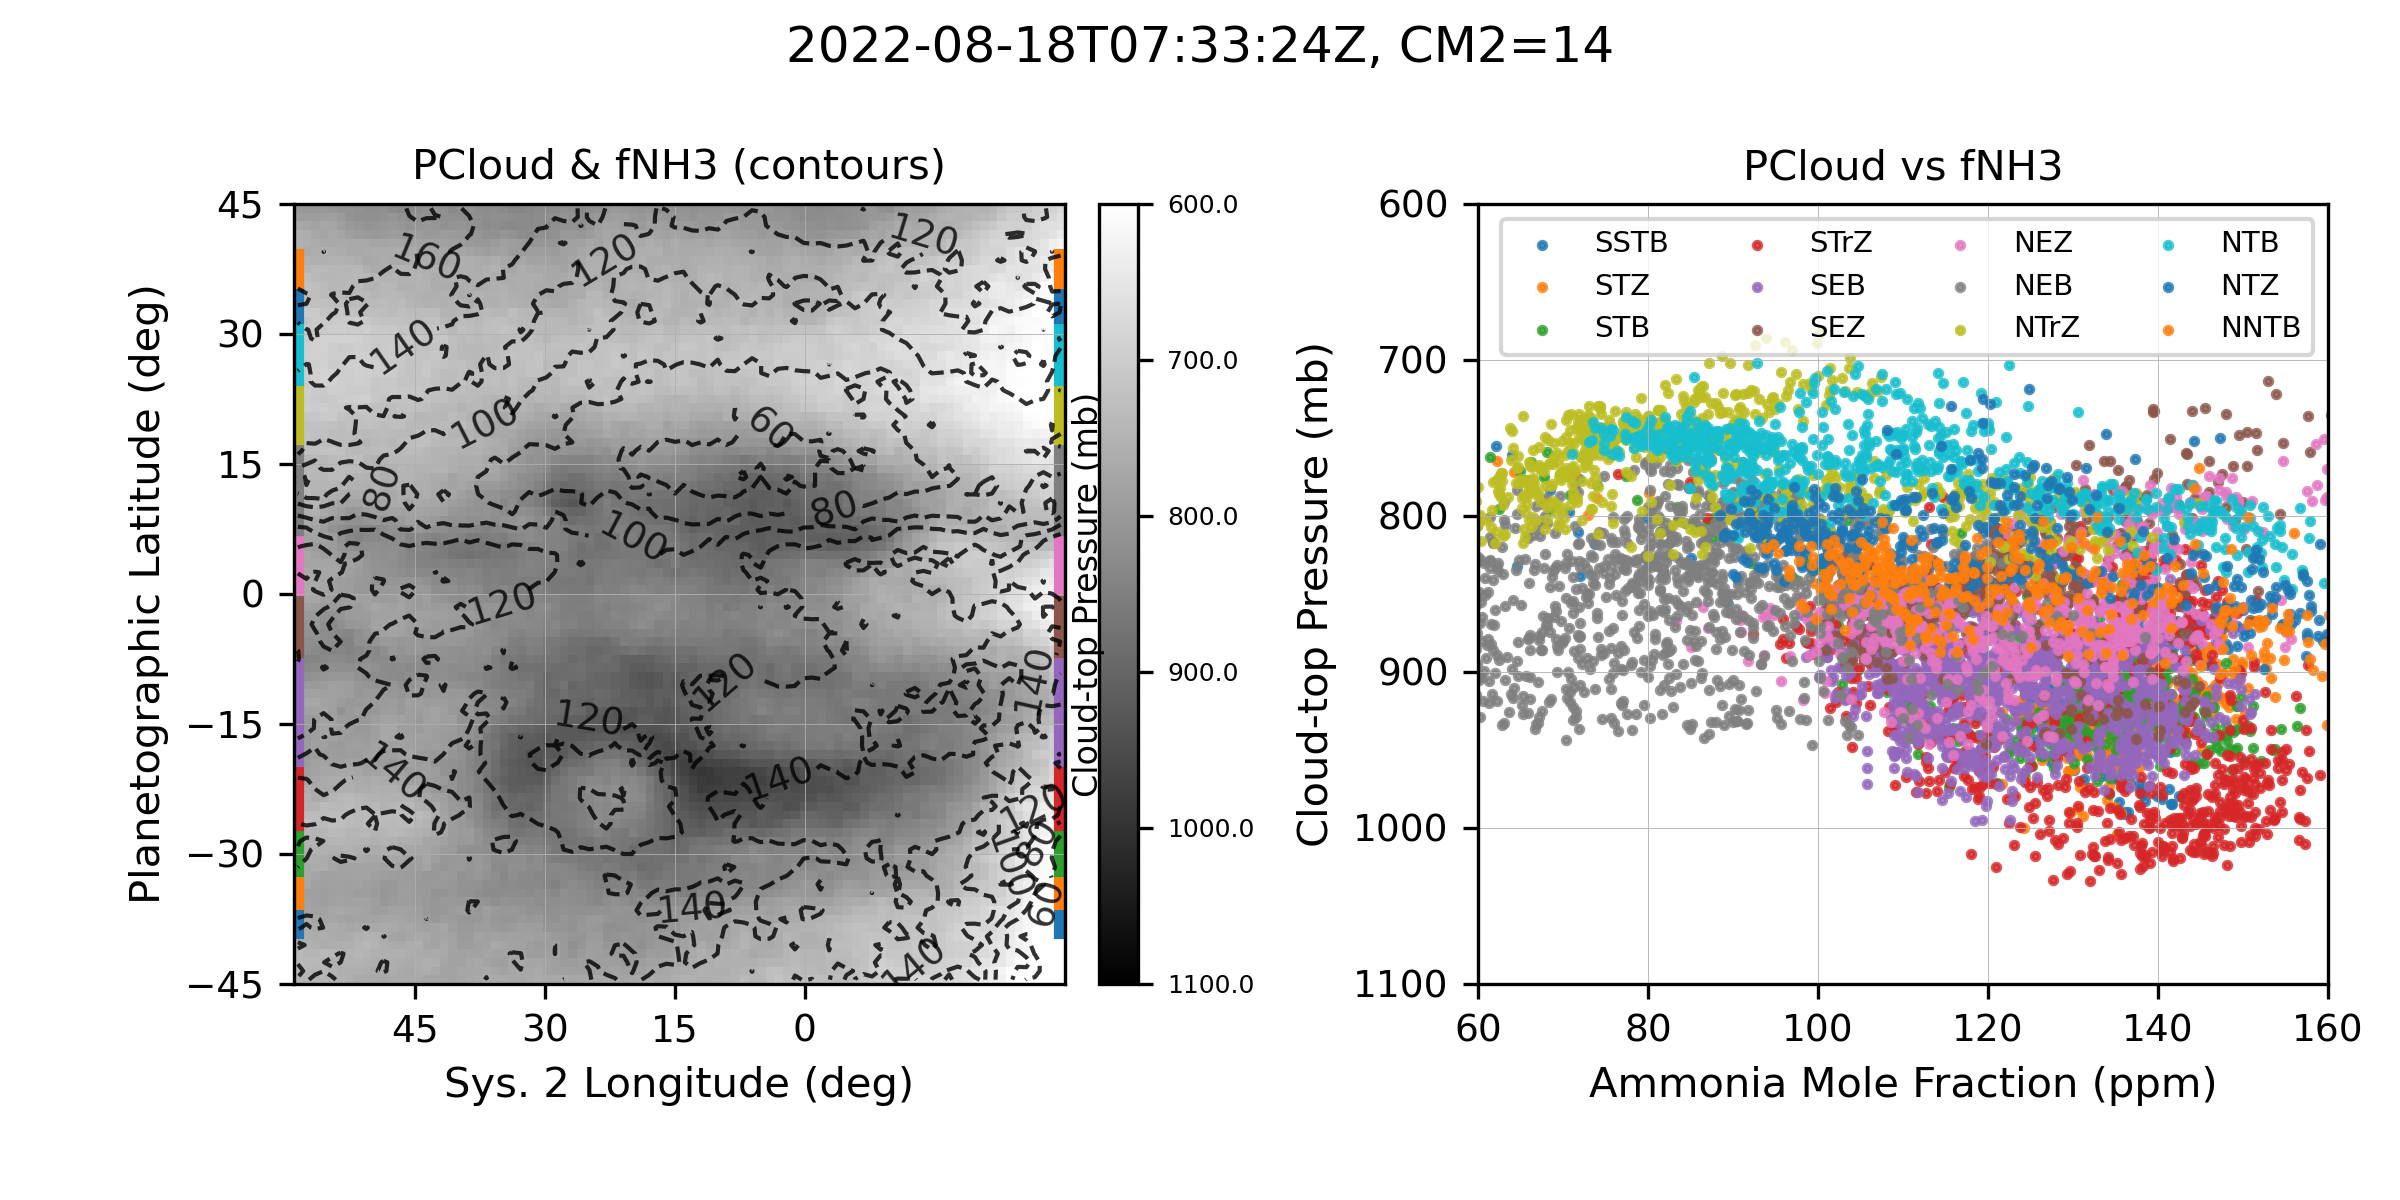 2022-08-18T07:33:24Z, CM2=14
PCloud & fNH3 (contours)
Planetographic Latitude (deg)
45
30
15
0
−15
−30
−45
45
30
15
0
Sys. 2 Longitude (deg)
160
120
120
140
100
60
80
80
100
120
120
120
140
140
140
120
100
80
60
140
140
Cloud-top Pressure (mb)
600.0
700.0
800.0
900.0
1000.0
1100.0
PCloud vs fNH3
Cloud-top Pressure (mb)
600
700
800
900
1000
1100
SSTB
STZ
STB
STrZ
SEB
SEZ
NEZ
NEB
NTrZ
NTB
NTZ
NNTB
60
80
100
120
140
160
Ammonia Mole Fraction (ppm)